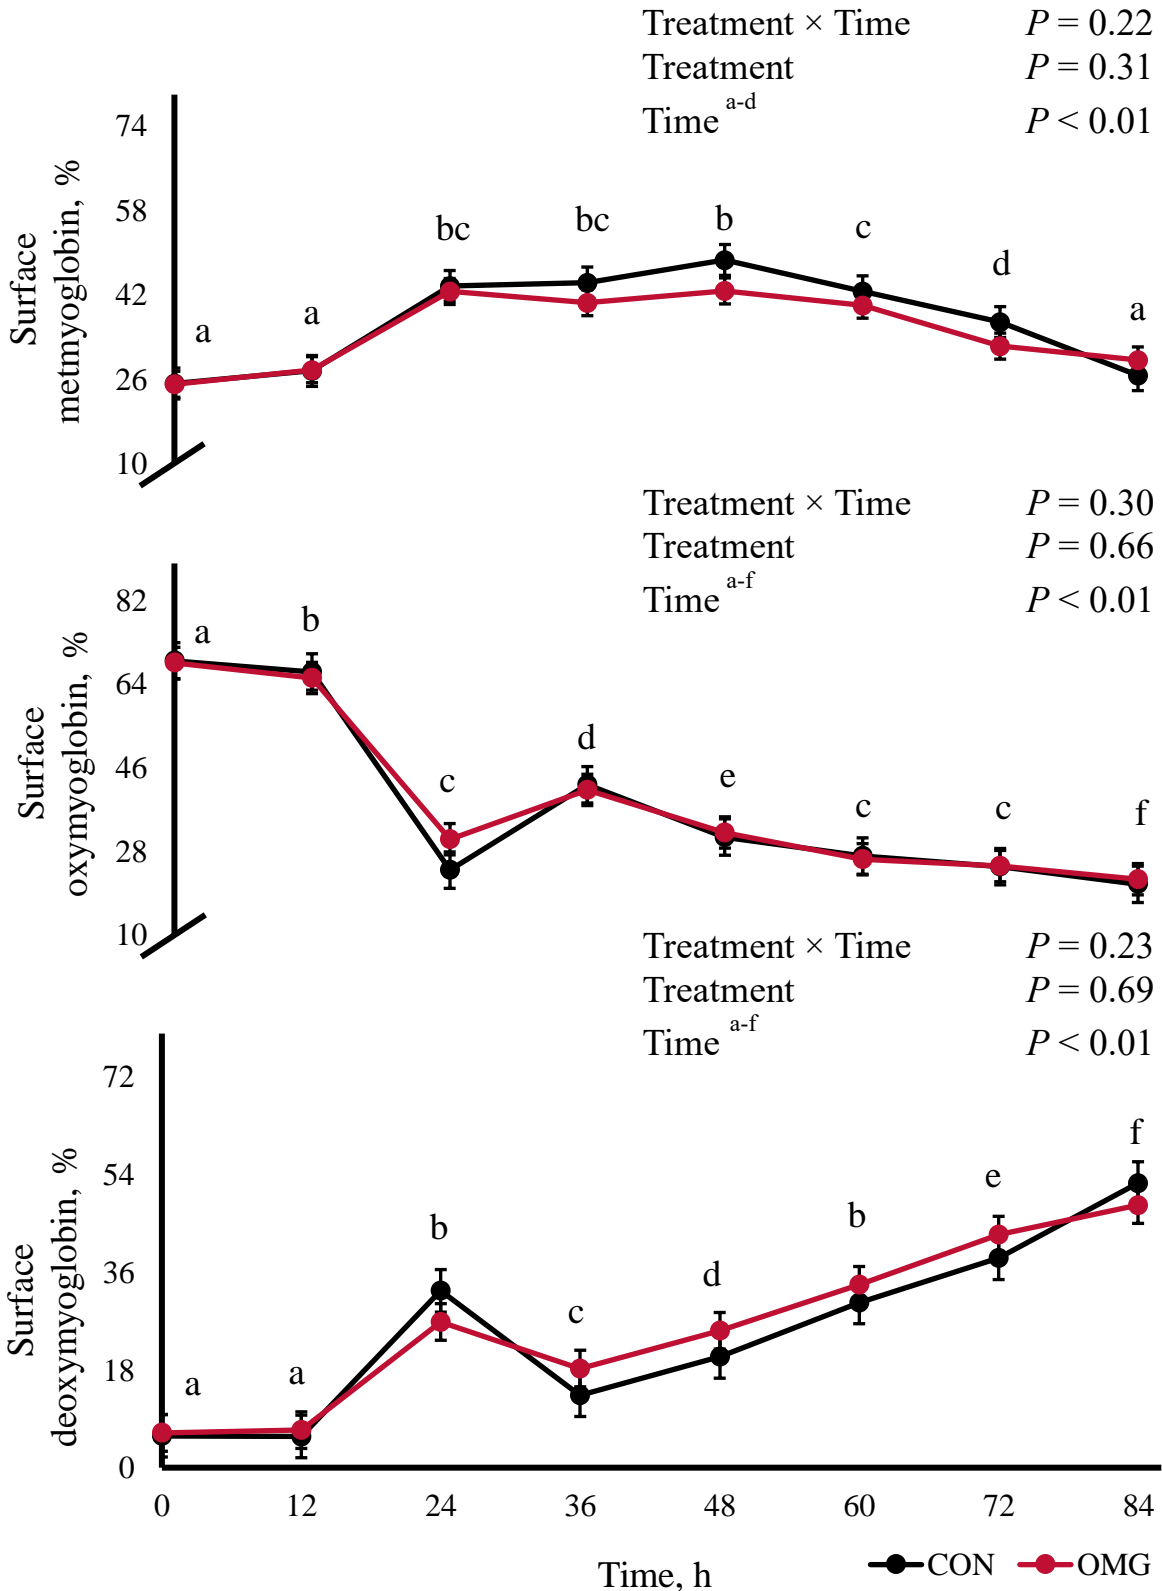 Treatment × Time P = 0.22
Treatment P = 0.31
Time a-d P < 0.01
Surface
metmyoglobin, %
74
58
42
26
10
a
a
bc
bc
b
c
d
a
Treatment × Time P = 0.30
Treatment P = 0.66
Time a-f P < 0.01
Surface
oxymyoglobin, %
82
64
46
28
10
a
b
c
d
e
c
c
f
Treatment × Time P = 0.23
Treatment P = 0.69
Time a-f P < 0.01
Surface
deoxymyoglobin, %
72
54
36
18
0
a
a
b
c
d
b
e
f
0 12 24 36 48 60 72 84
Time, h
CON OMG